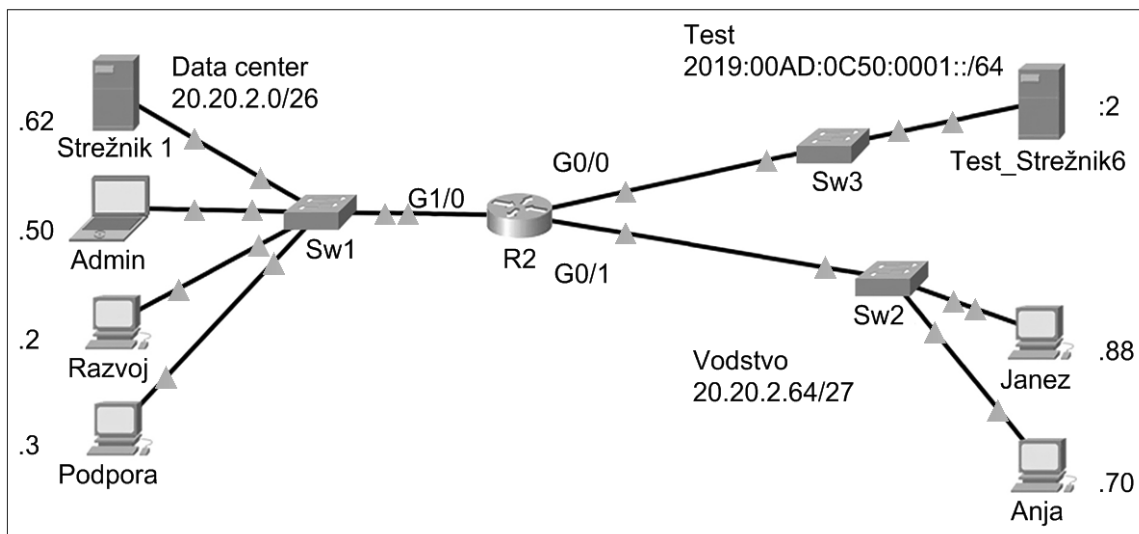 Data center
20.20.2.0/26
.62
Strežnik 1
.50
Admin
.2
Razvoj
.3
Podpora
Sw1
G1/0
R2
G0/0
G0/1
Test
2019:00AD:0C50:0001::/64
Sw3
:2
Test_Strežnik6
Sw2
Vodstvo
20.20.2.64/27
.88
Janez
.70
Anja